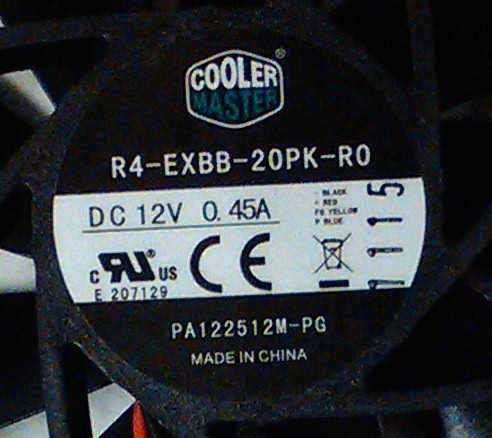 COOLER
MASTER
®
R4-EXBB-20PK-R0
DC 12V 0.45A
- BLACK
+ RED
FG YELLOW
P BLUE
c RU ® US
E 207129
CE
PA122512M-PG
MADE IN CHINA